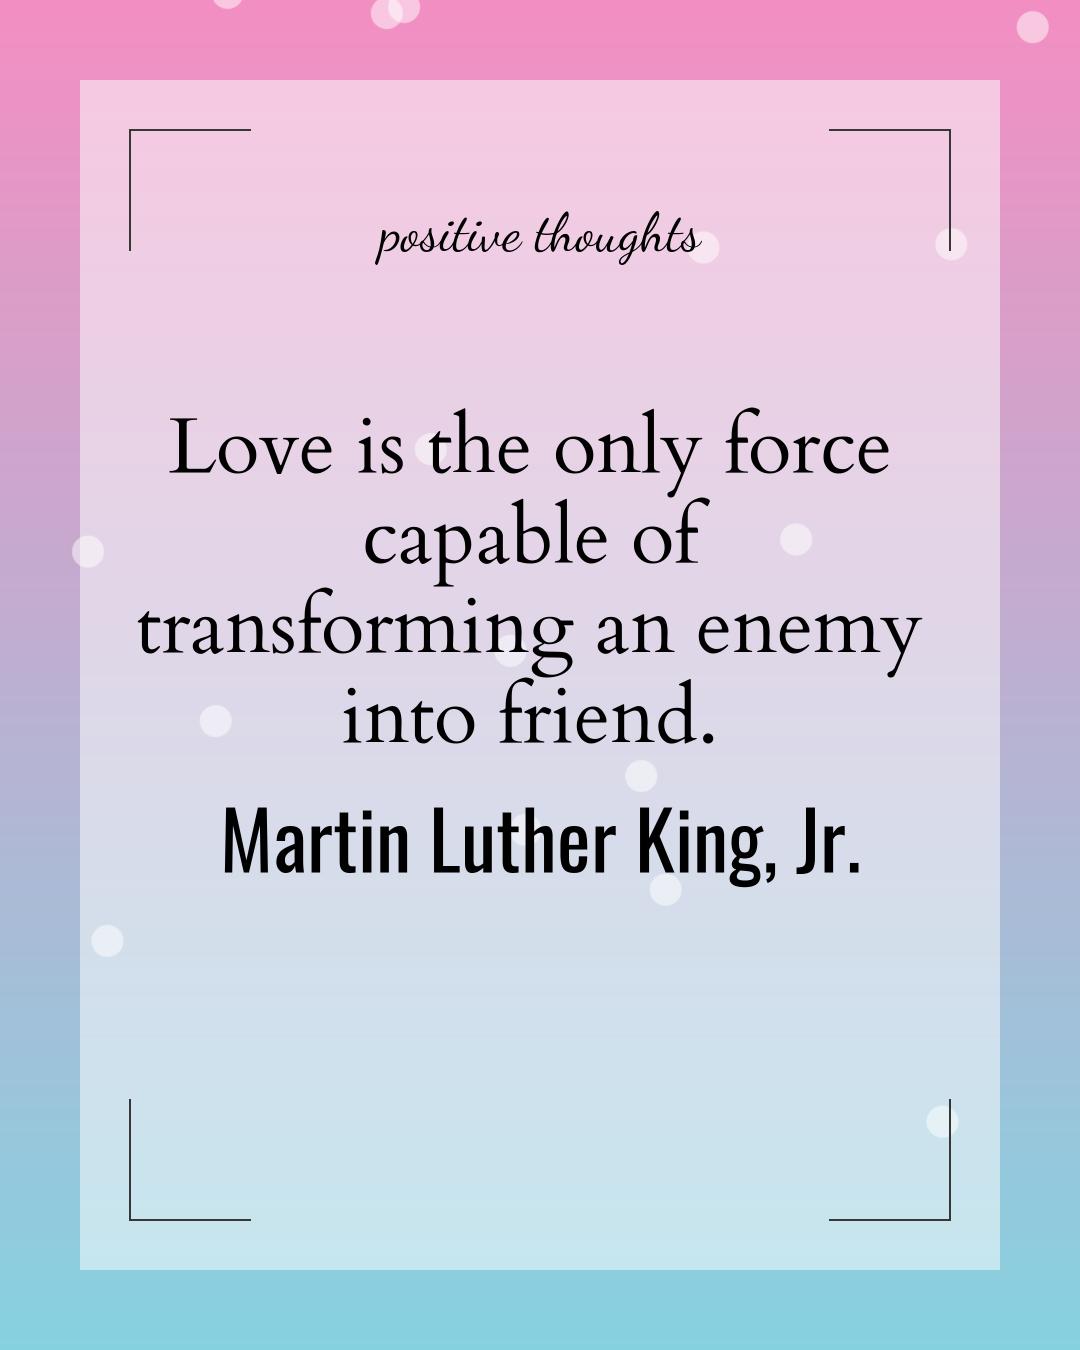 positive thoughts
Love is the only force
capable of
transforming an enemy
into friend.
Martin Luther King, Jr.